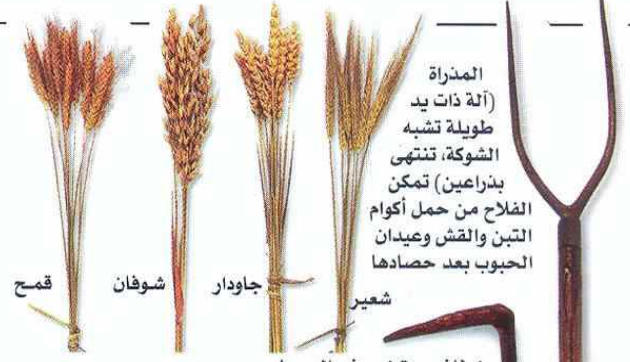 المذراة
(آلة ذات يد
طويلة تشبه
الشوكة، تنتهي
بذراعين) تمكن
الفلاح من حمل أكوام
التبن والقش وعيدان
الحبوب بعد حصادها
شعير
جاودار
شوفان
قمح